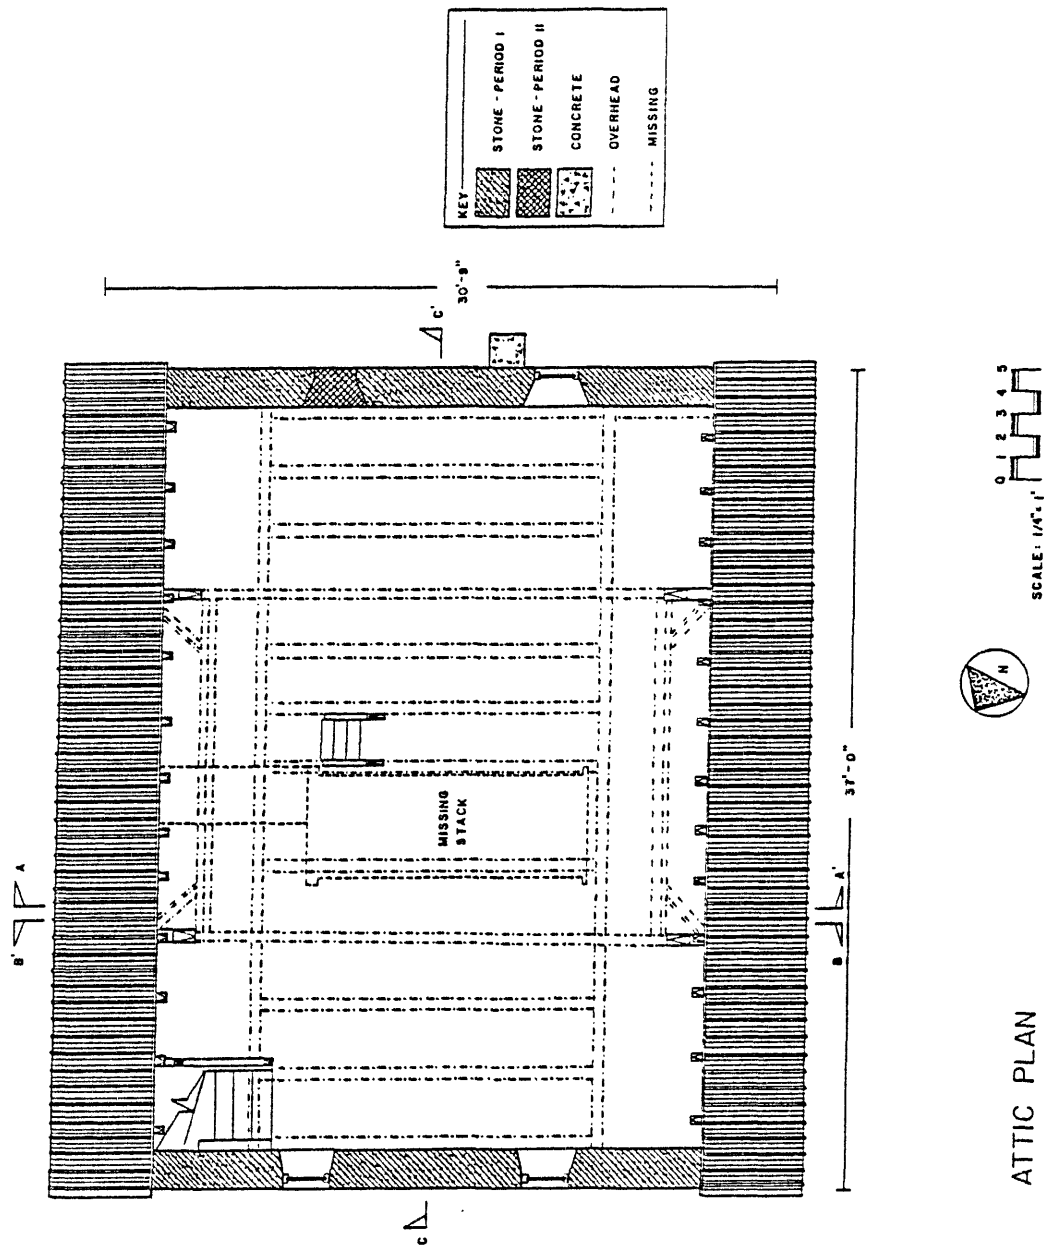 KEY
STONE - PERIOD I
STONE - PERIOD II
CONCRETE
OVERHEAD
MISSING
30'-9"
C'
MISSING
STACK
A
B'
A'
B
37'-0"
C
N
0 1 2 3 4 5
SCALE: 1/4" = 1'
ATTIC PLAN